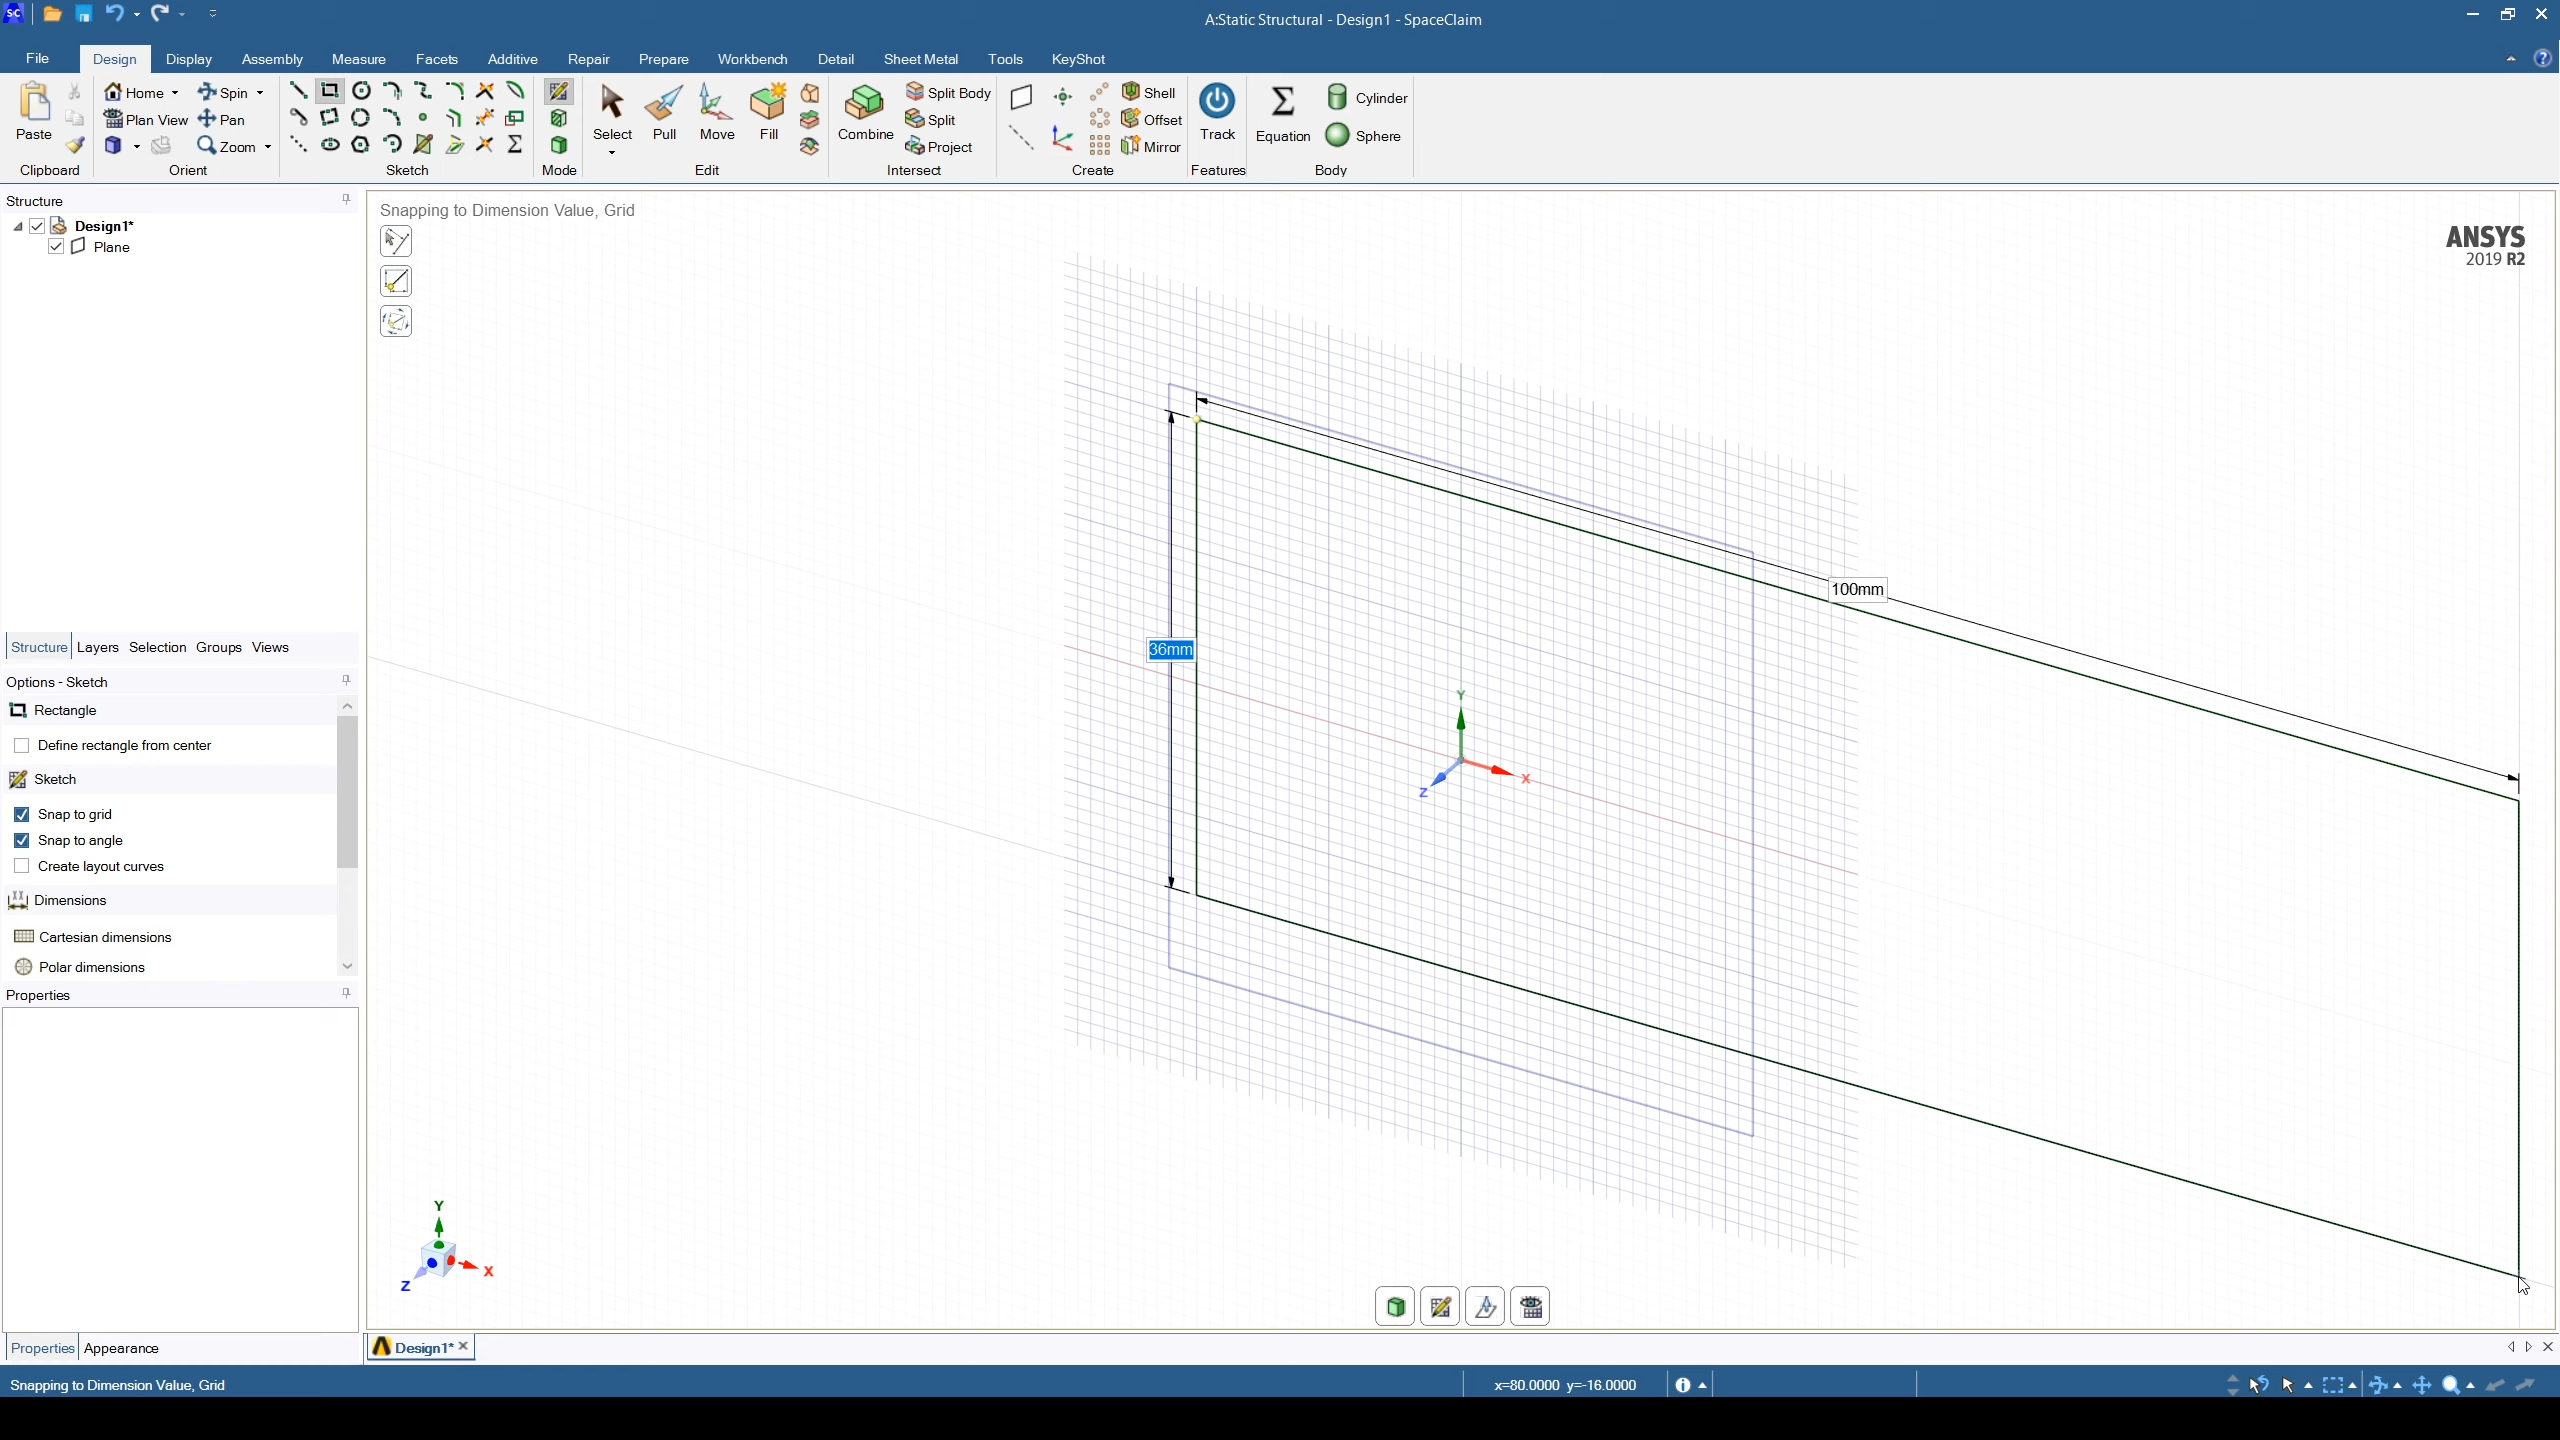 A:Static Structural - Design1 - SpaceClaim
File Design Display Assembly Measure Facets Additive Repair Prepare Workbench Detail Sheet Metal Tools KeyShot
Paste
Home Spin
Plan View Pan
Zoom
Select Pull Move Fill
Combine
Split Body
Split
Project
Shell
Offset
Mirror
Track
Equation
Cylinder
Sphere
Clipboard Orient Sketch Mode Edit Intersect Create Features Body
Structure
Design1*
Plane
Structure Layers Selection Groups Views
Options - Sketch
Rectangle
Define rectangle from center
Sketch
Snap to grid
Snap to angle
Create layout curves
Dimensions
Cartesian dimensions
Polar dimensions
Properties
Properties Appearance
Snapping to Dimension Value, Grid
ANSYS
2019 R2
100mm
36mm
Y
X
Z
Y
X
Z
Design1*
Snapping to Dimension Value, Grid
x=80.0000 y=-16.0000